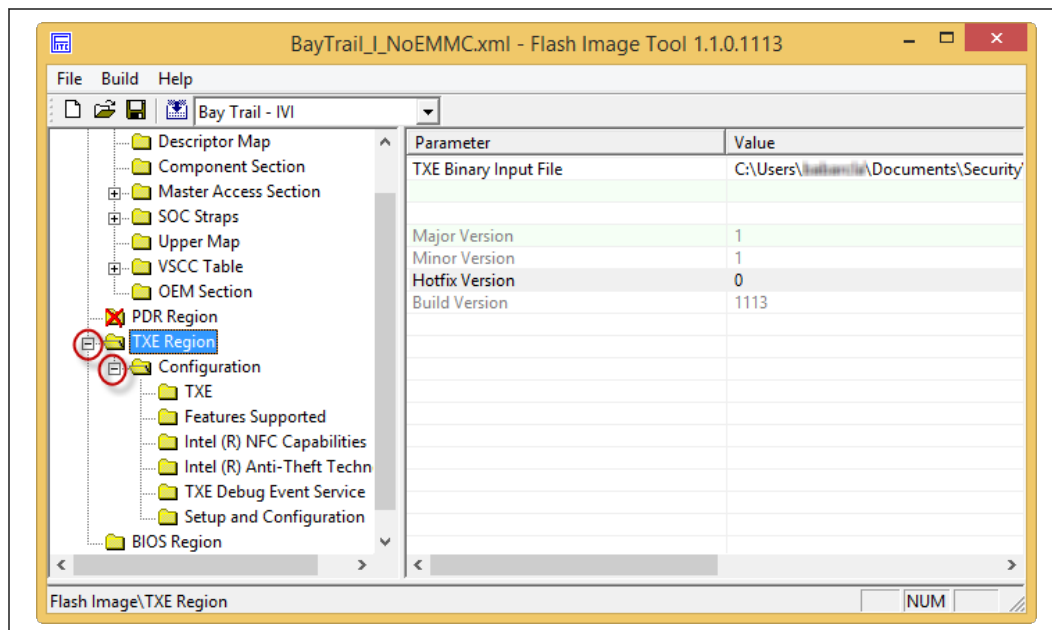 BayTrail_I_NoEMMC.xml - Flash Image Tool 1.1.0.1113
File Build Help
Bay Trail - IVI
Descriptor Map
Component Section
Master Access Section
SOC Straps
Upper Map
VSCC Table
OEM Section
PDR Region
TXE Region
Configuration
TXE
Features Supported
Intel (R) NFC Capabilities
Intel (R) Anti-Theft Techn
TXE Debug Event Service
Setup and Configuration
BIOS Region
Parameter Value
TXE Binary Input File C:\Users\ \Documents\Security
Major Version 1
Minor Version 1
Hotfix Version 0
Build Version 1113
Flash Image\TXE Region NUM